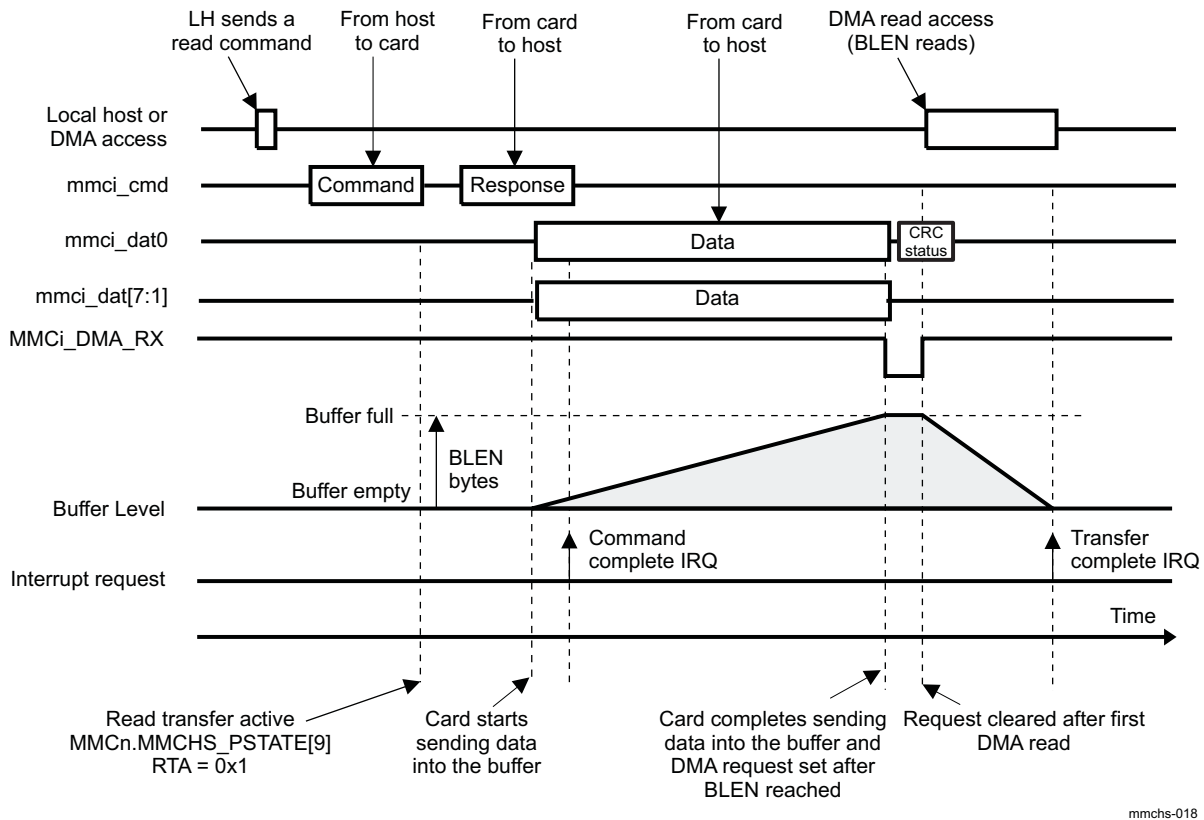 LH sends a
read command
From host
to card
From card
to host
From card
to host
DMA read access
(BLEN reads)
Local host or
DMA access
mmci_cmd
Command
Response
mmci_dat0
Data
CRC
status
mmci_dat[7:1]
Data
MMCi_DMA_RX
Buffer full
BLEN
bytes
Buffer empty
Buffer Level
Command
complete IRQ
Transfer
complete IRQ
Interrupt request
Time
Read transfer active
MMCn.MMCHS_PSTATE[9]
RTA = 0x1
Card starts
sending data
into the buffer
Card completes sending
data into the buffer and
DMA request set after
BLEN reached
Request cleared after first
DMA read
mmchs-018